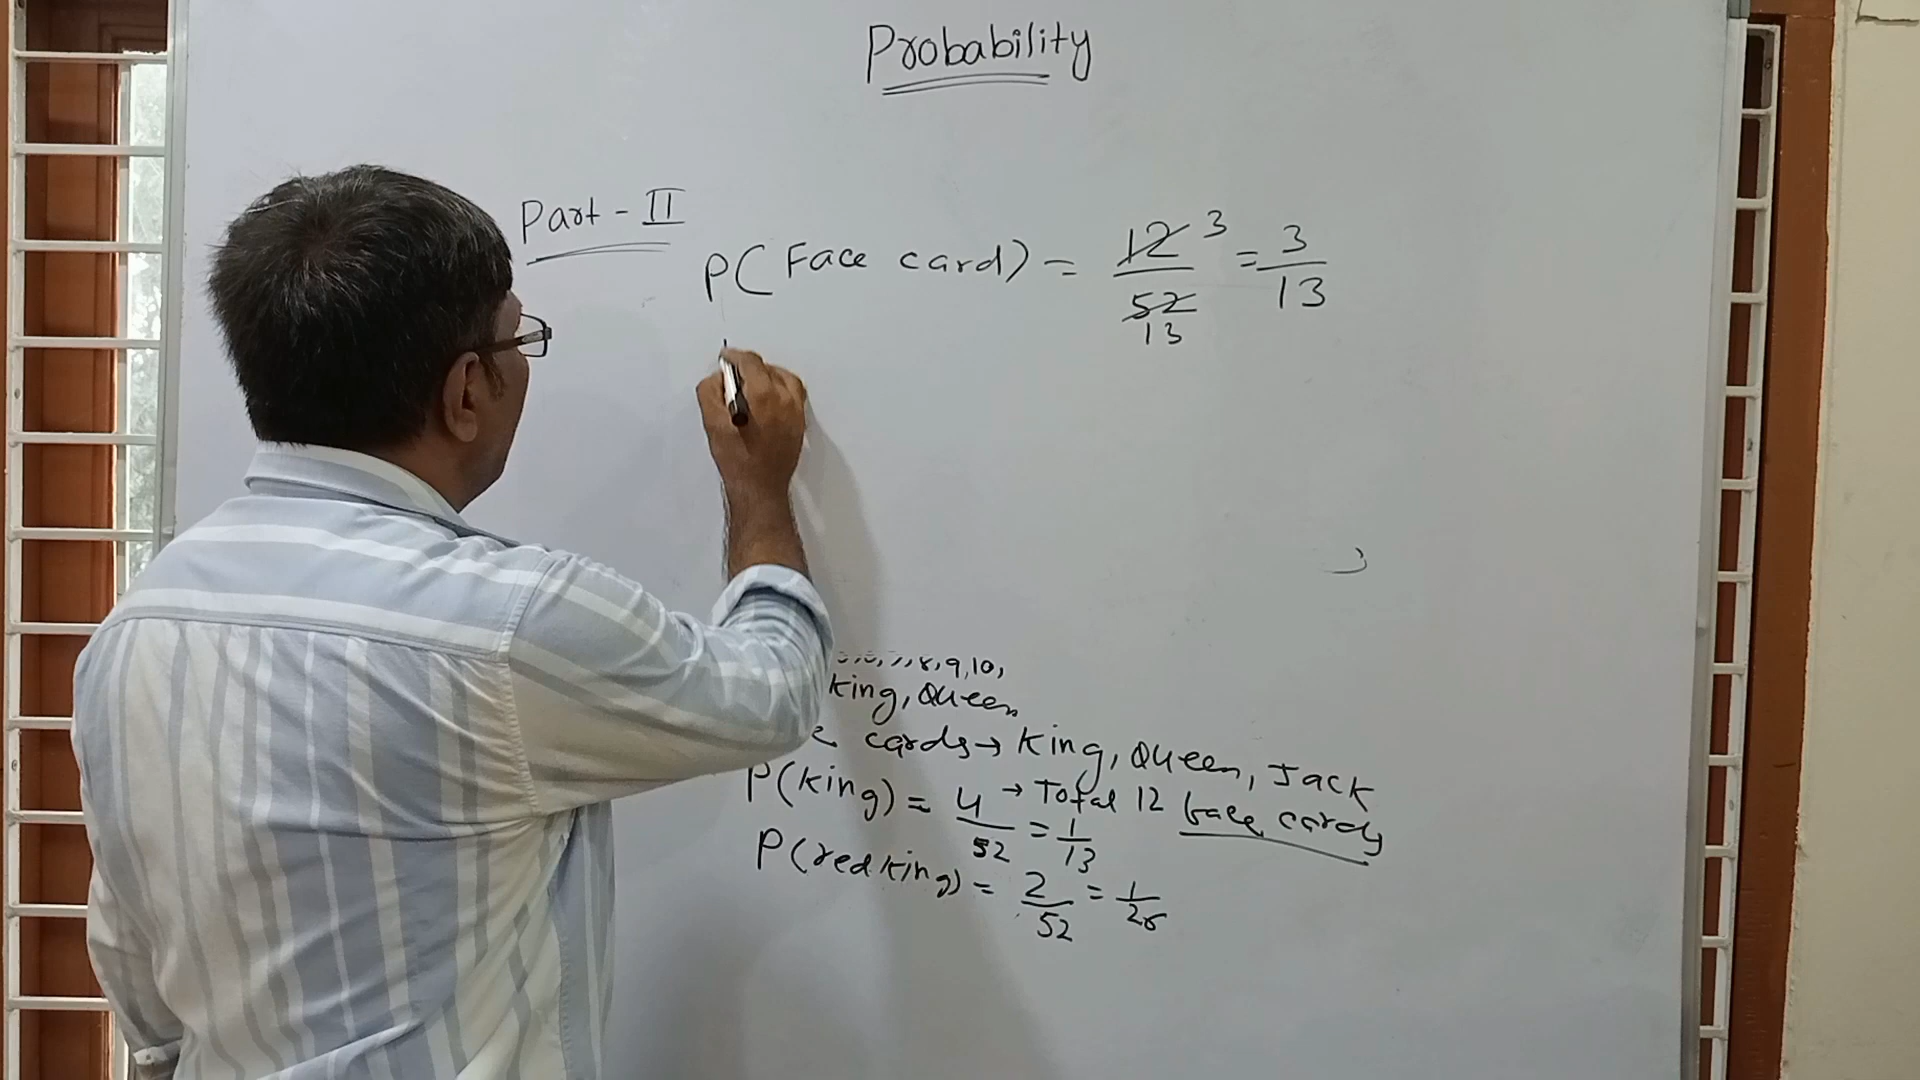 Probability
Part - II
P(Face card) = 12/52 3 13 = 3/13
8,9,10,
King, Queen
cards → King, Queen, Jack
→ Total 12 face cards
P(king) = 4/52 = 1/13
P(red king) = 2/52 = 1/26